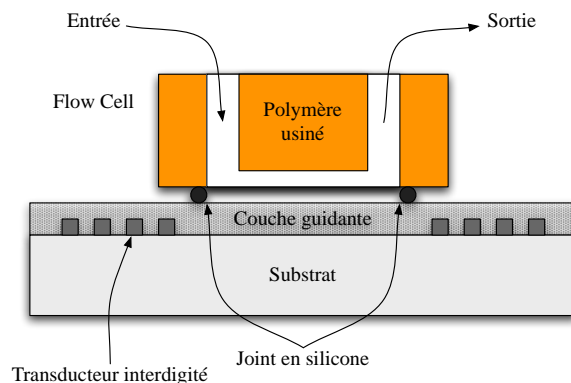 Entrée
Sortie
Flow Cell
Polymère
usiné
Couche guidante
Substrat
Joint en silicone
Transducteur interdigité